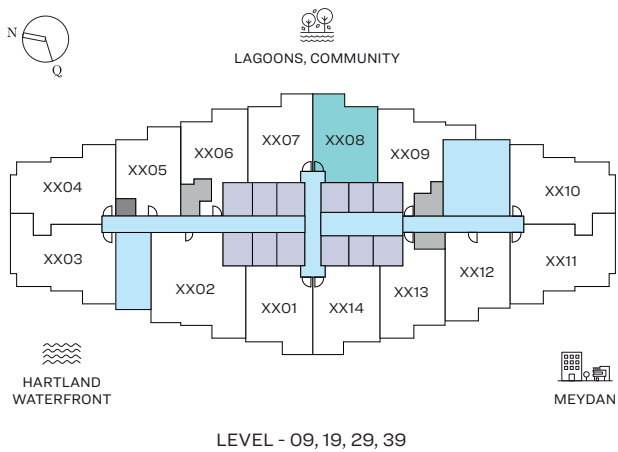 N
Q
LAGOONS, COMMUNITY
XX07
XX08
XX06
XX09
XX05
XX04
XX10
XX03
XX11
XX02
XX12
XX01
XX14
XX13
HARTLAND
WATERFRONT
MEYDAN
LEVEL - 09, 19, 29, 39